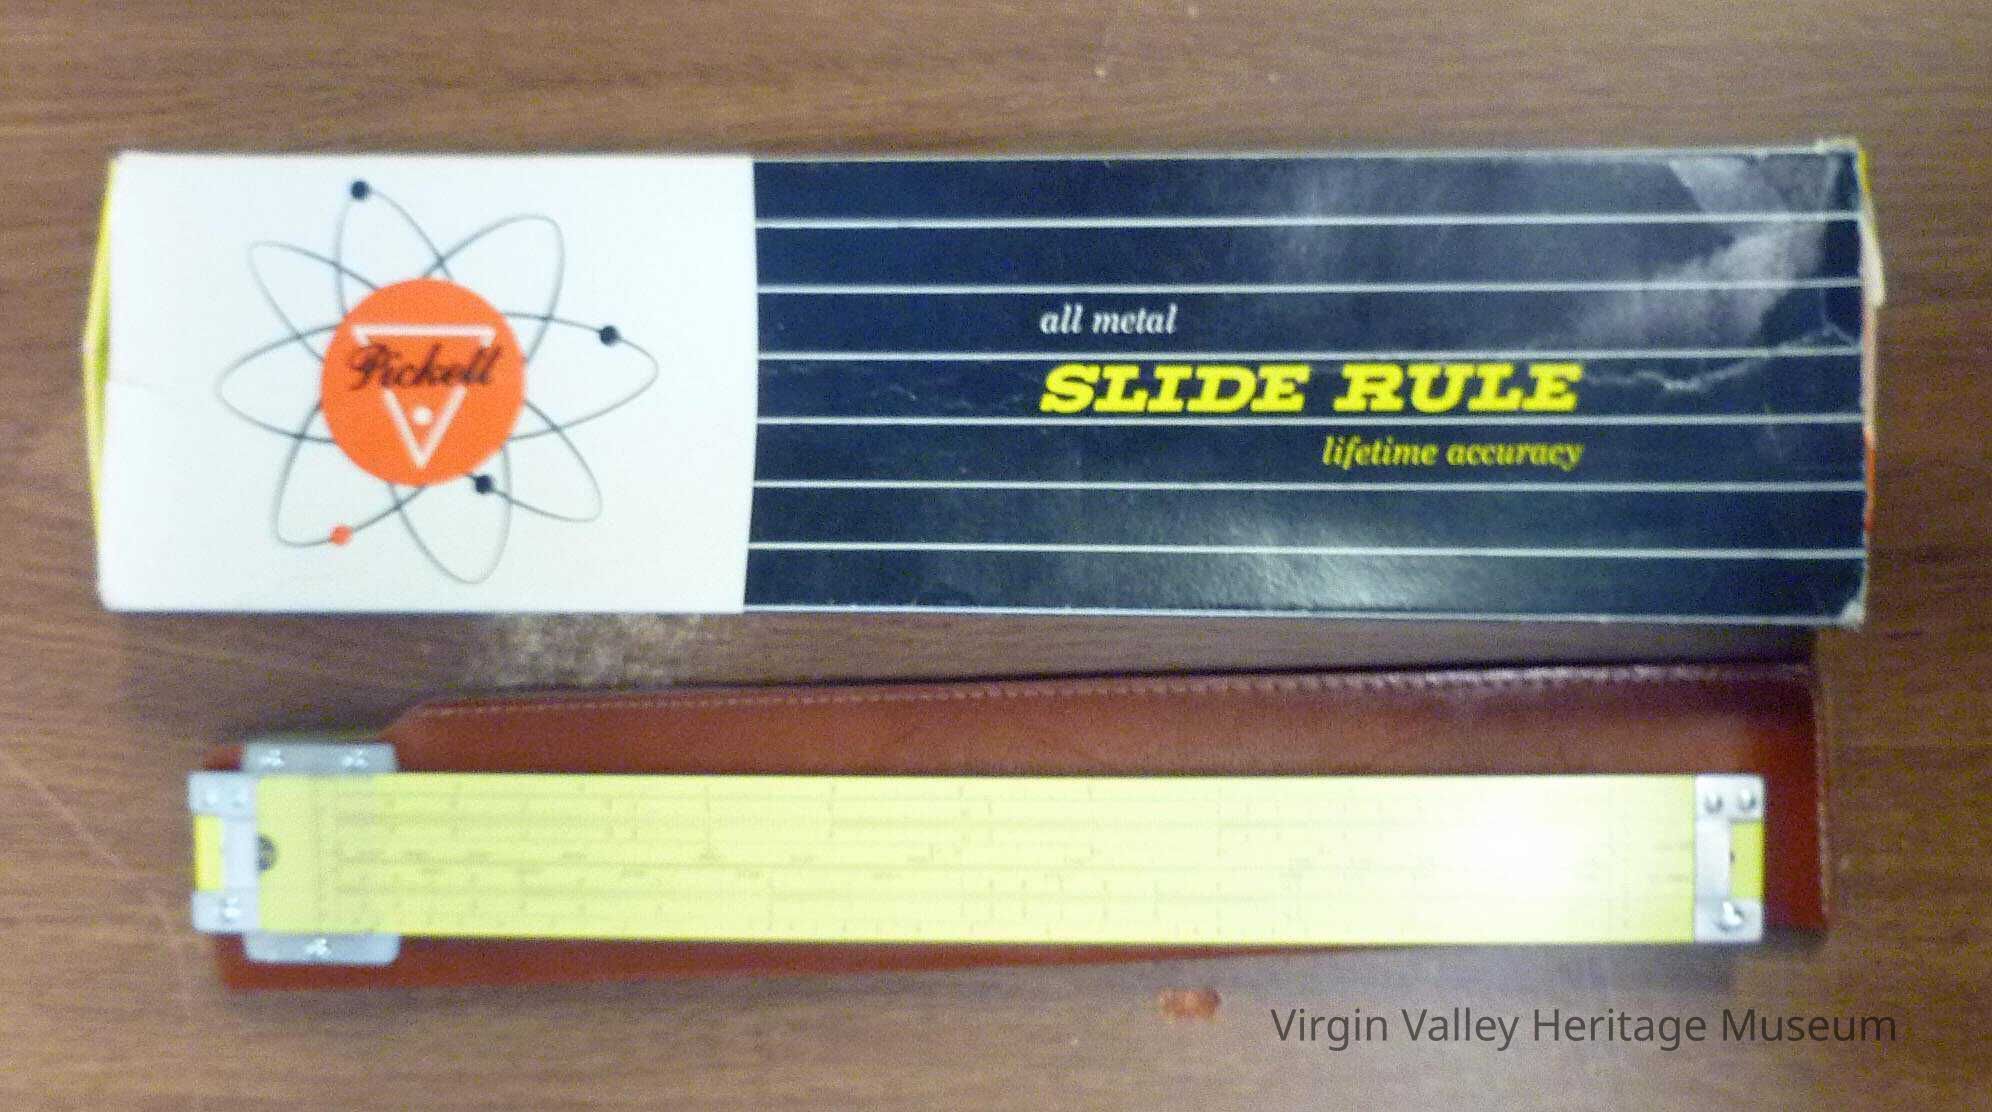 Pickett
all metal
SLIDE RULE
lifetime accuracy
Virgin Valley Heritage Museum